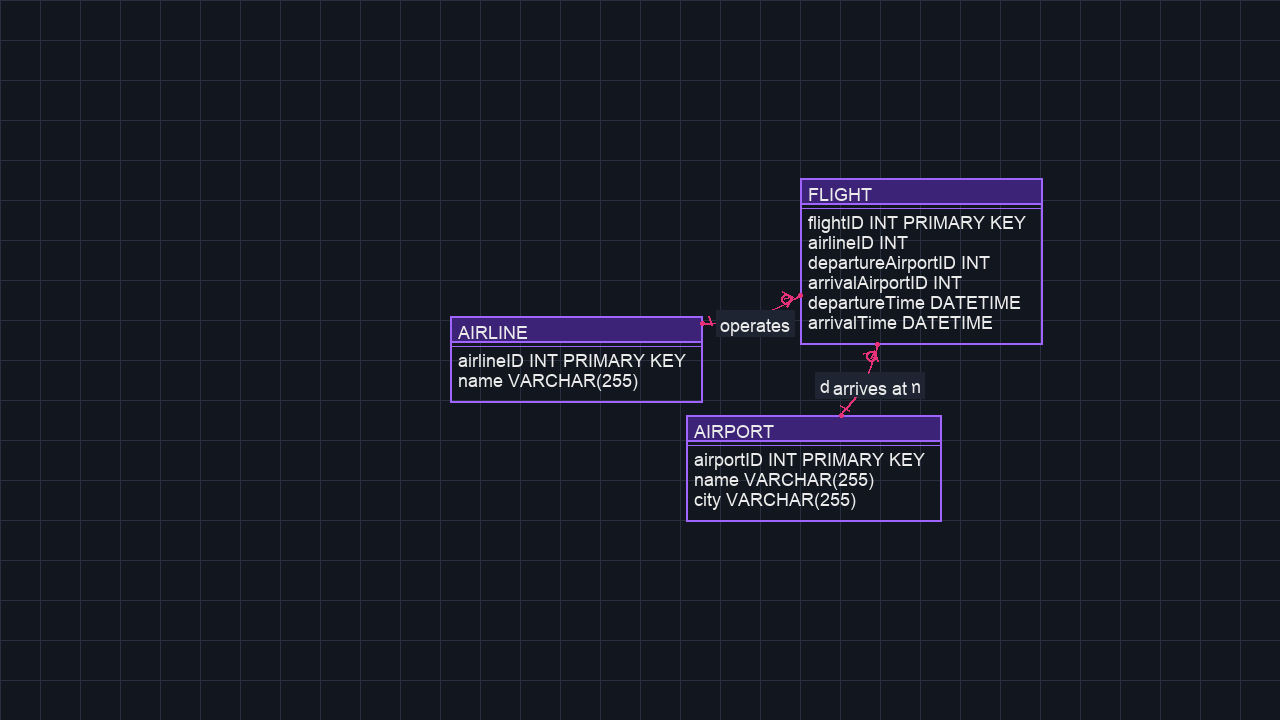 FLIGHT
flightID INT PRIMARY KEY
airlineID INT
departureAirportID INT
arrivalAirportID INT
departureTime DATETIME
arrivalTime DATETIME
operates
AIRLINE
airlineID INT PRIMARY KEY
name VARCHAR(255)
arrives at
AIRPORT
airportID INT PRIMARY KEY
name VARCHAR(255)
city VARCHAR(255)